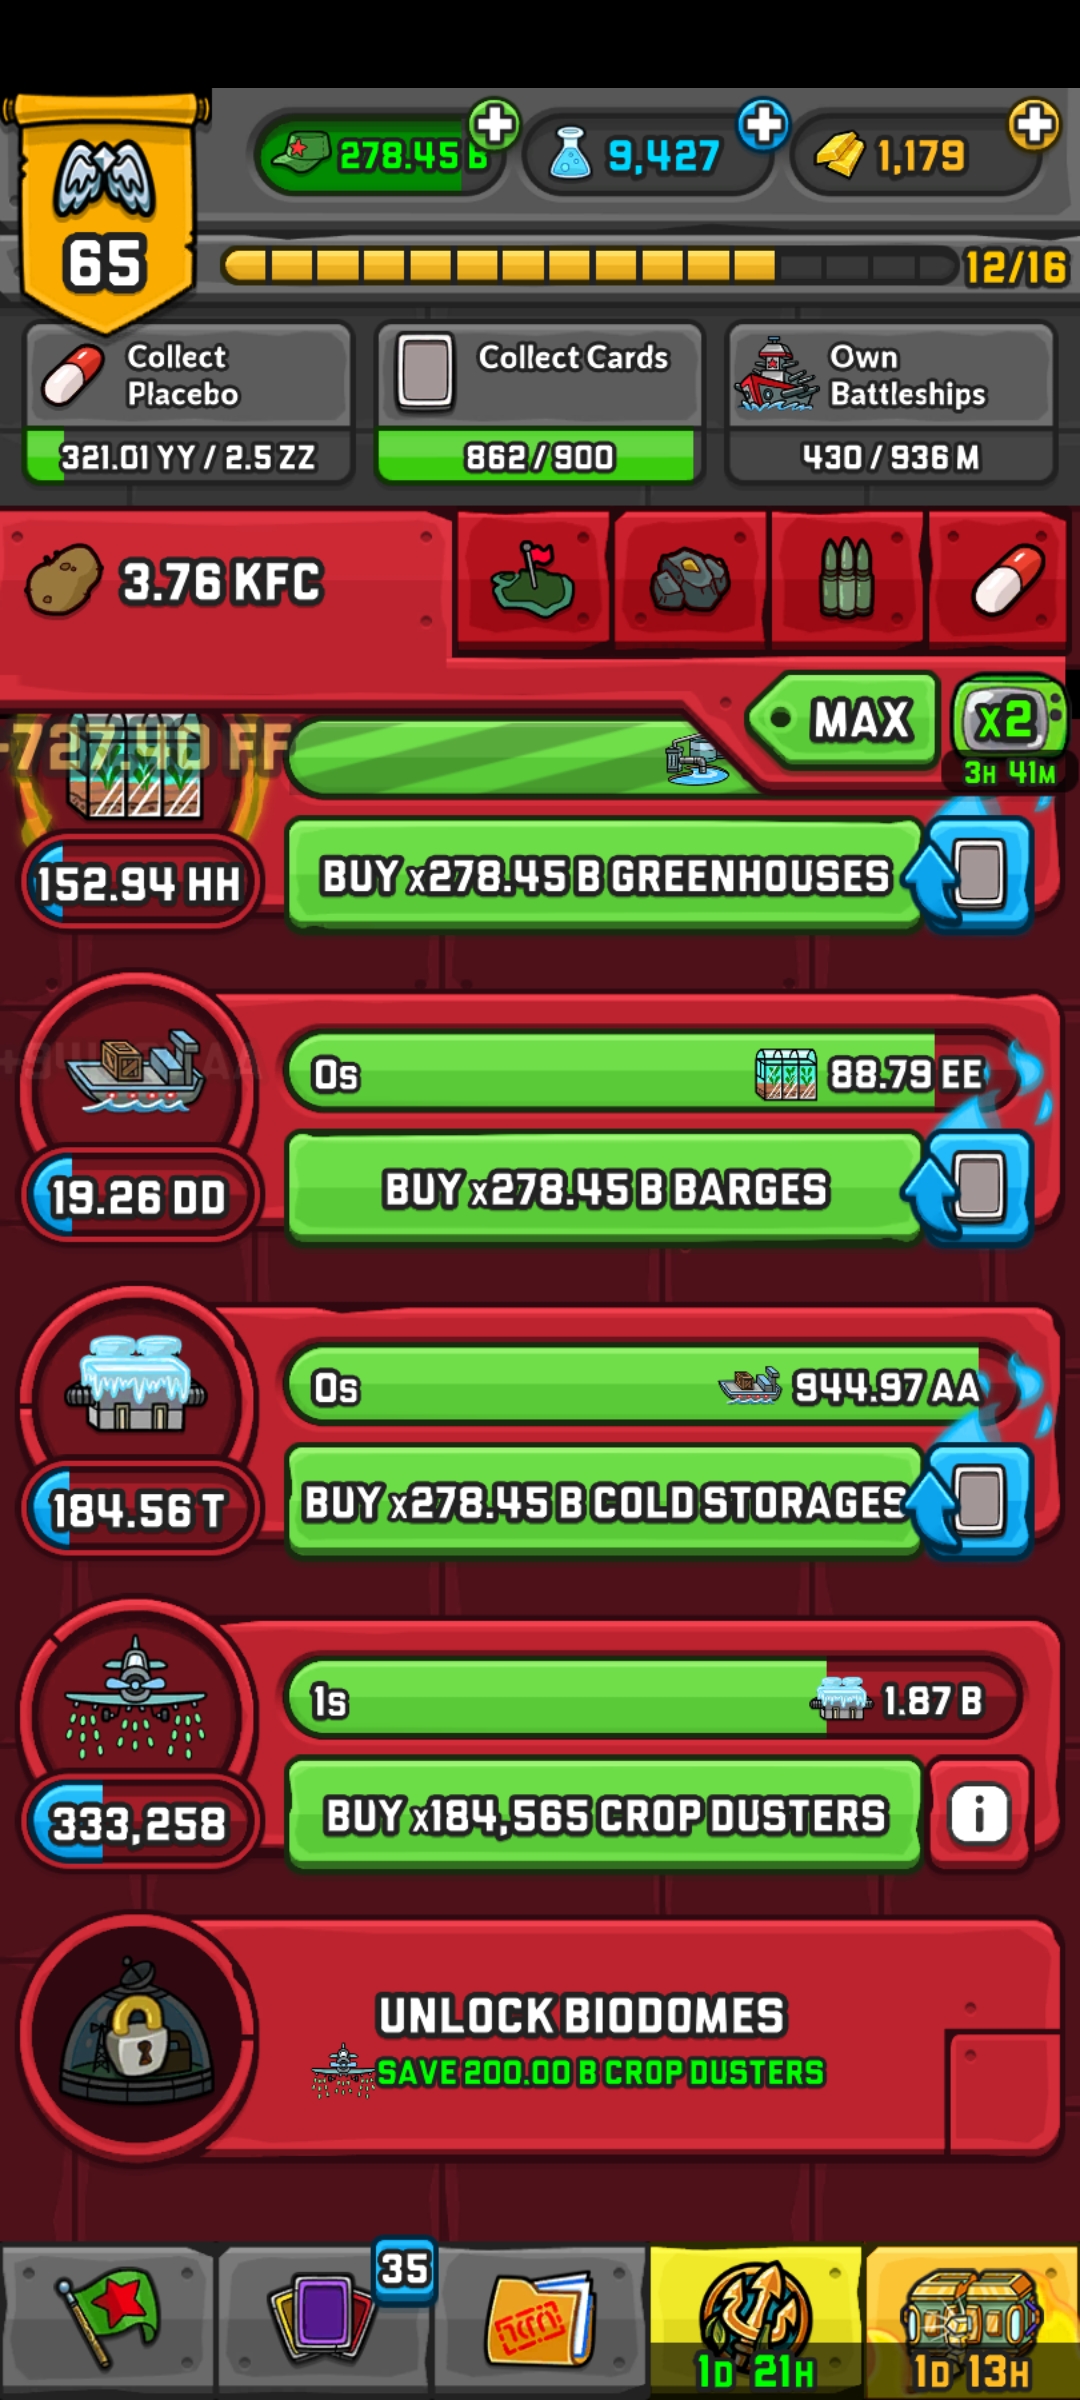 278.45 B
9,427
1,179
65
12/16
Collect
Placebo
321.01 YY / 2.5 ZZ
Collect Cards
862/900
Own
Battleships
430 / 936 M
3.76 KFC
MAX
x2
3H 41M
152.94 HH
BUY x278.45 B GREENHOUSES
0s
88.79 EE
19.26 DD
BUY x278.45 B BARGES
0s
944.97 AA
184.56 T
BUY x278.45 B COLD STORAGES
1s
1.87 B
333,258
BUY x184,565 CROP DUSTERS
i
UNLOCK BIODOMES
SAVE 200.00 B CROP DUSTERS
35
1D 21H
1D 13H